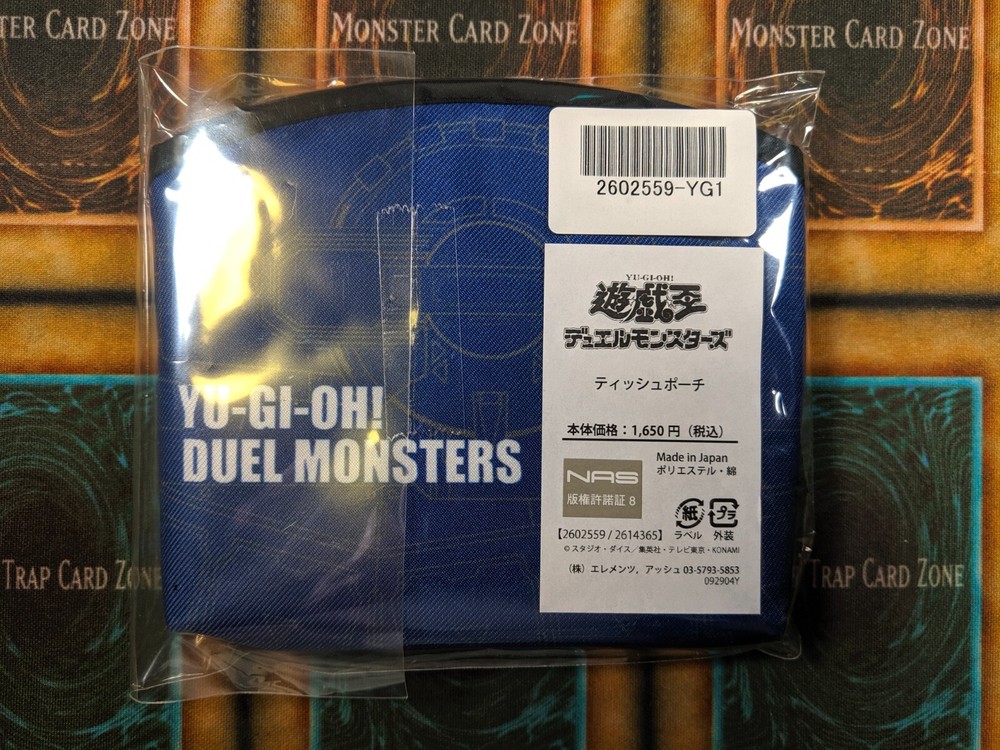 TER CARD ZONE
MONSTER CARD ZONE
MONSTER CARD ZONE
2602559-YG1
YU-GI-OH!
遊戯王
デュエルモンスターズ
ティッシュポーチ
本体価格：1,650円（税込）
Made in Japan
ポリエステル・綿
NAS
版権許諾証 8
紙
ラベル
プラ
外装
【2602559 / 2614365】
©スタジオ・ダイス／集英社・テレビ東京・KONAMI
（株）エレメンツ，アッシュ 03-5793-5853
092904Y
YU-GI-OH!
DUEL MONSTERS
TRAP CARD ZONE
TRAP CARD ZONE